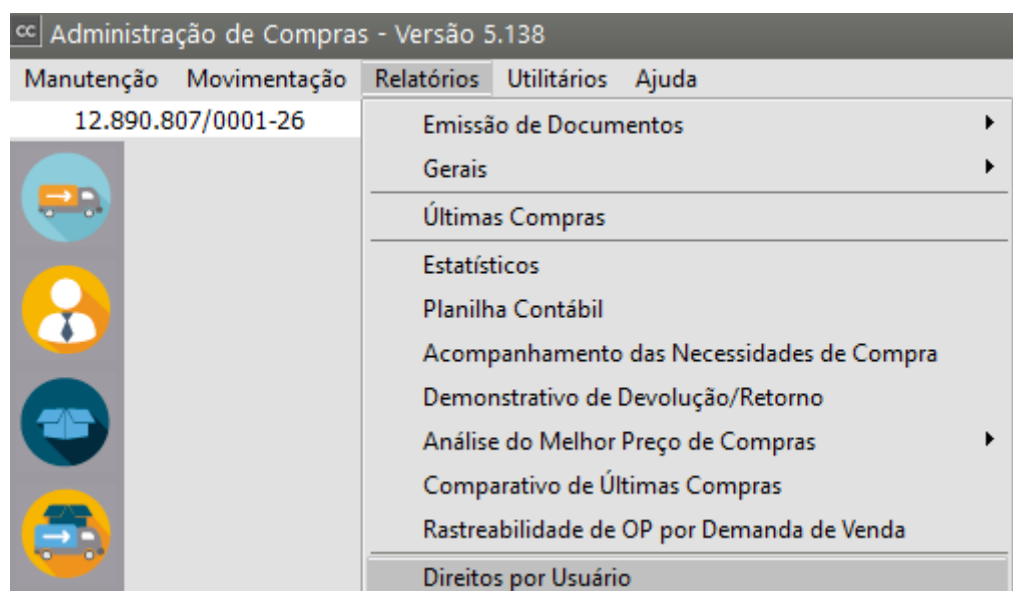 cc Administração de Compras - Versão 5.138
Manutenção Movimentação Relatórios Utilitários Ajuda
12.890.807/0001-26
Emissão de Documentos
Gerais
Últimas Compras
Estatísticos
Planilha Contábil
Acompanhamento das Necessidades de Compra
Demonstrativo de Devolução/Retorno
Análise do Melhor Preço de Compras
Comparativo de Últimas Compras
Rastreabilidade de OP por Demanda de Venda
Direitos por Usuário